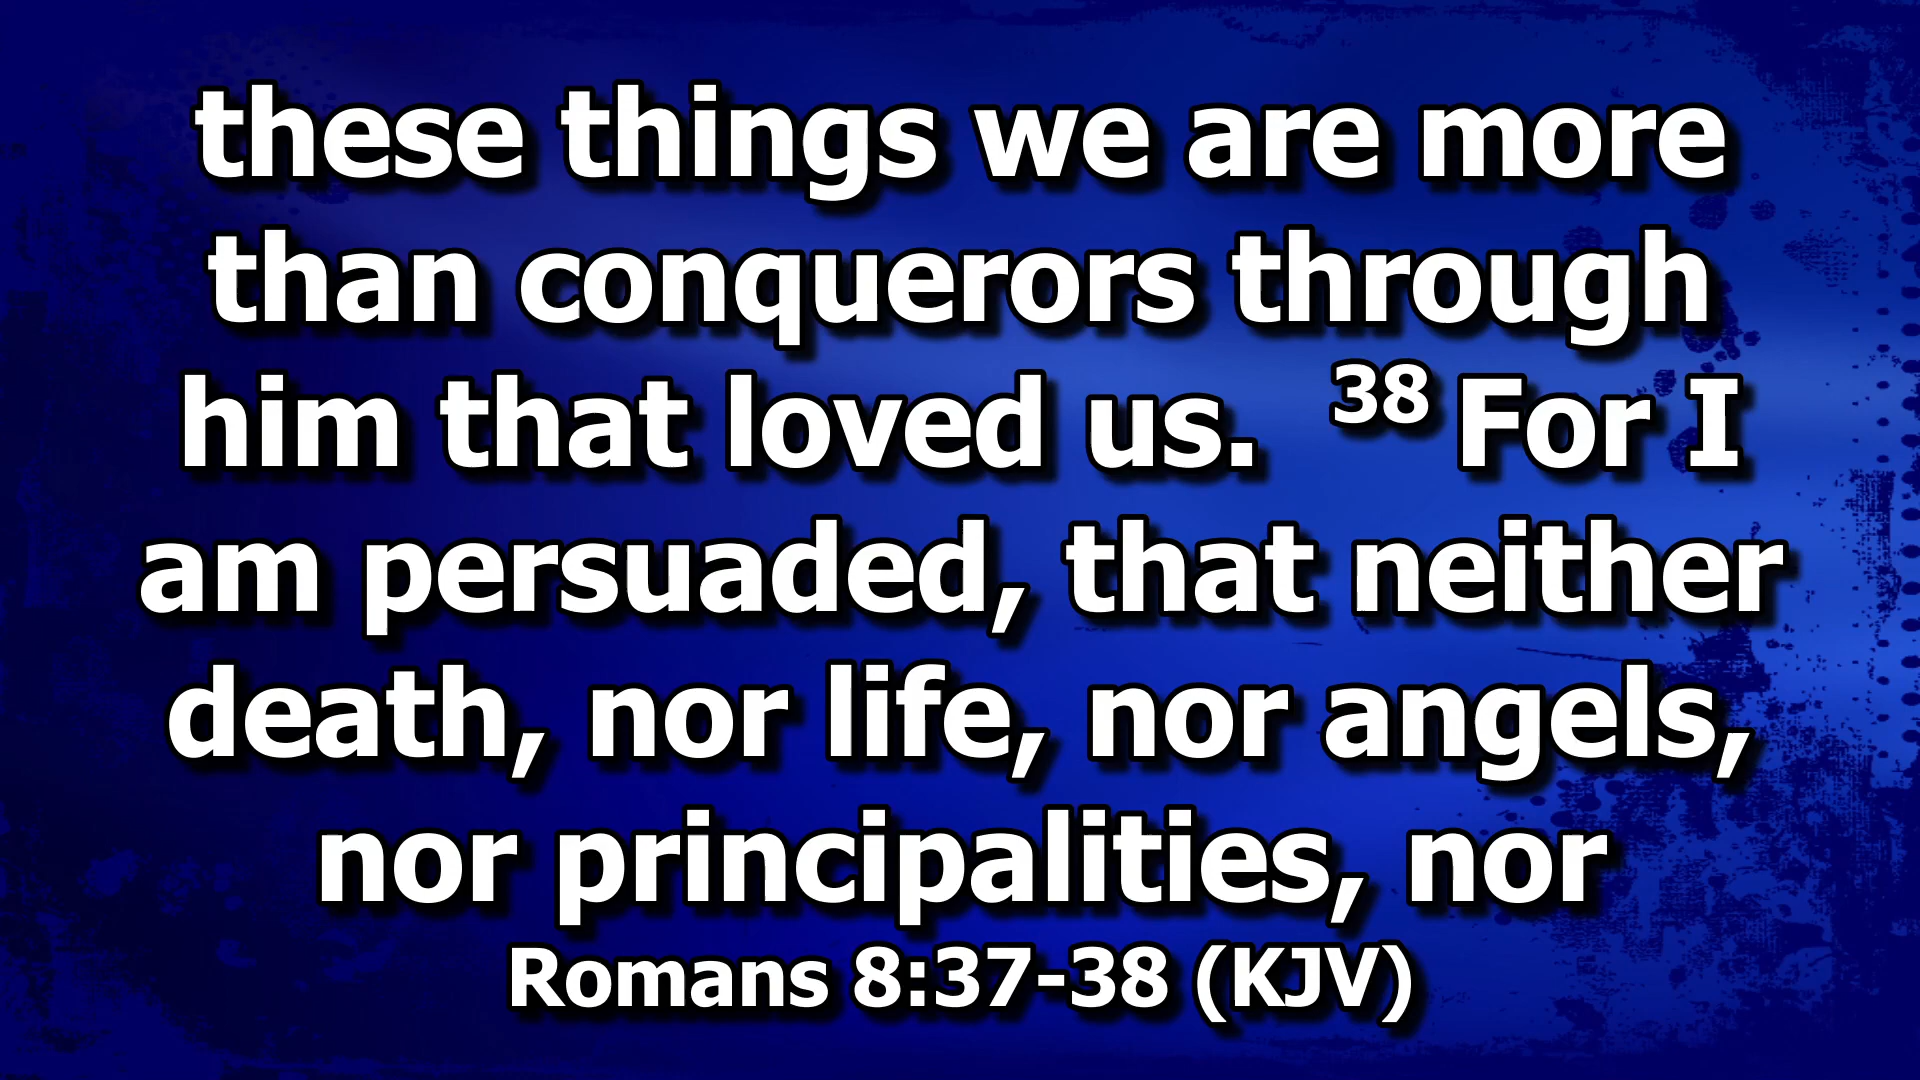 these things we are more
than conquerors through
him that loved us. 38 For I
am persuaded, that neither
death, nor life, nor angels,
nor principalities, nor
Romans 8:37-38 (KJV)